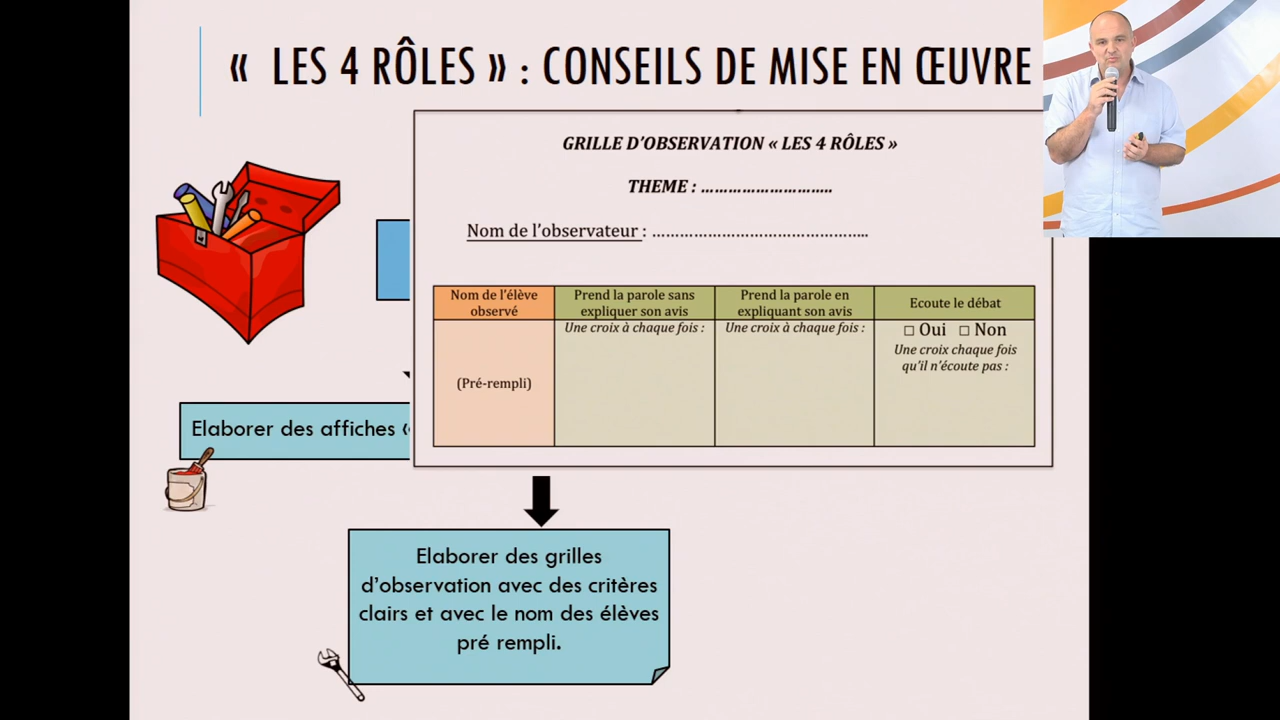 « LES 4 RÔLES » : CONSEILS DE MISE EN ŒUVRE
GRILLE D’OBSERVATION « LES 4 RÔLES »
THEME : ...........................
Nom de l’observateur : .............................................
Nom de l’élève observé
Prend la parole sans expliquer son avis
Prend la parole en expliquant son avis
Ecoute le débat
(Pré-rempli)
Une croix à chaque fois :
Une croix à chaque fois :
□ Oui □ Non
Une croix chaque fois
qu’il n’écoute pas :
Elaborer des affiches «
Elaborer des grilles
d’observation avec des critères
clairs et avec le nom des élèves
pré rempli.